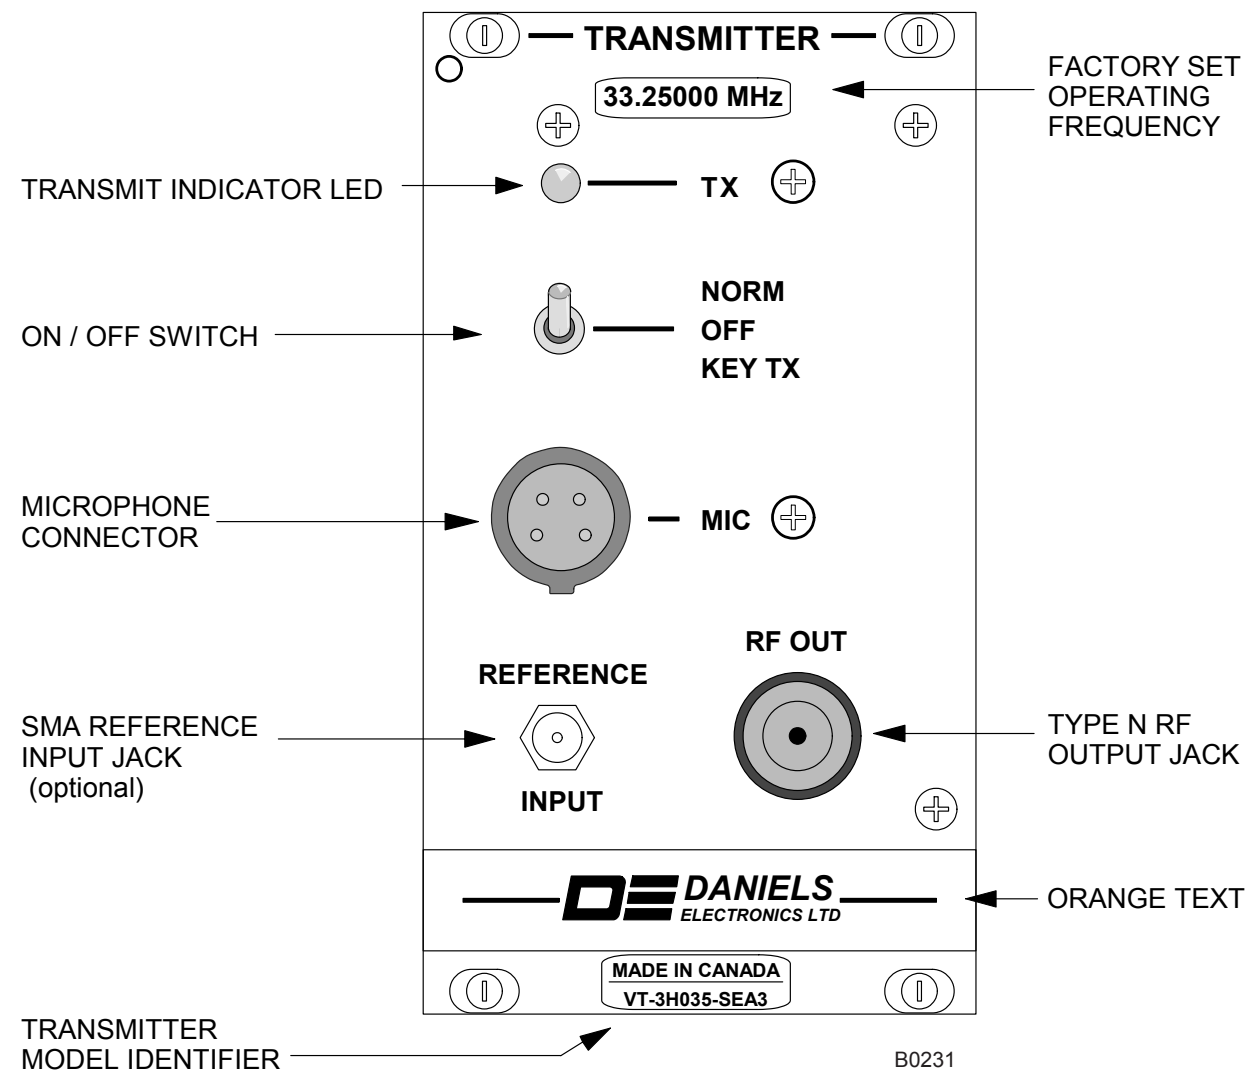 TRANSMITTER
33.25000 MHz
FACTORY SET
OPERATING
FREQUENCY
TRANSMIT INDICATOR LED
TX
ON / OFF SWITCH
NORM
OFF
KEY TX
MICROPHONE
CONNECTOR
MIC
RF OUT
REFERENCE
INPUT
SMA REFERENCE
INPUT JACK
(optional)
TYPE N RF
OUTPUT JACK
DE DANIELS
ELECTRONICS LTD
ORANGE TEXT
MADE IN CANADA
VT-3H035-SEA3
TRANSMITTER
MODEL IDENTIFIER
B0231